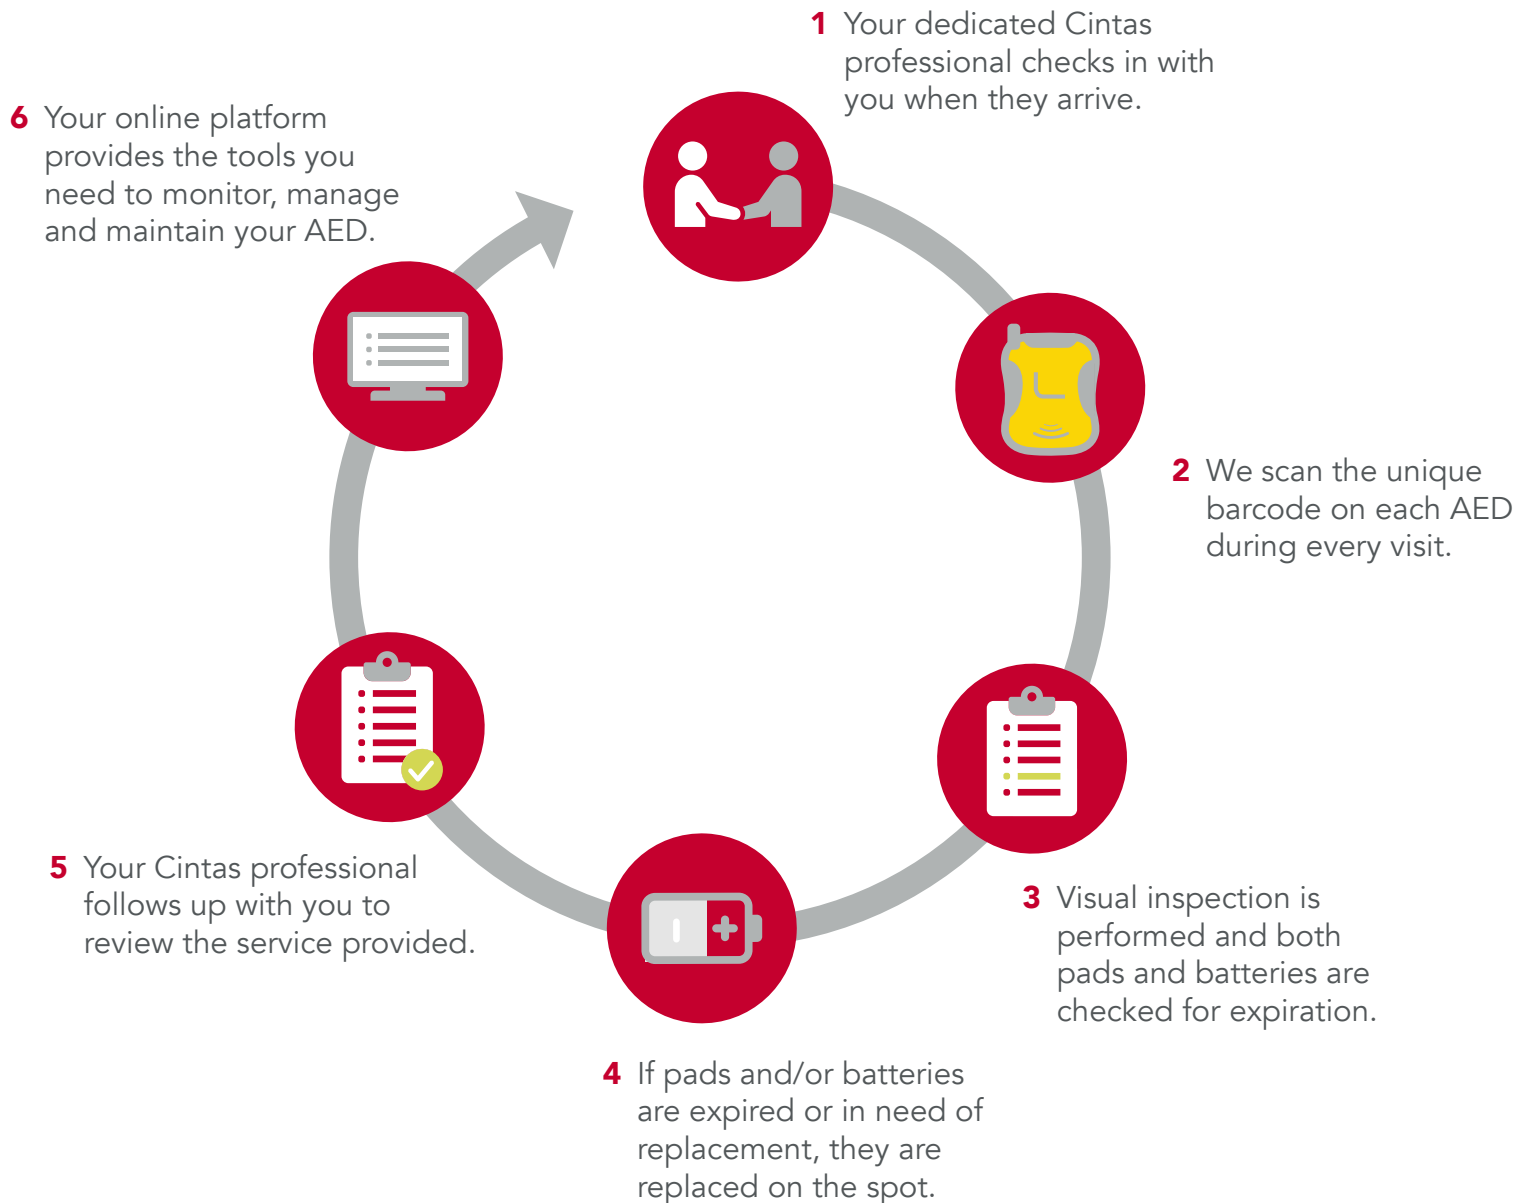 1 Your dedicated Cintas
professional checks in with
you when they arrive.
2 We scan the unique
barcode on each AED
during every visit.
3 Visual inspection is
performed and both
pads and batteries are
checked for expiration.
4 If pads and/or batteries
are expired or in need of
replacement, they are
replaced on the spot.
5 Your Cintas professional
follows up with you to
review the service provided.
6 Your online platform
provides the tools you
need to monitor, manage
and maintain your AED.